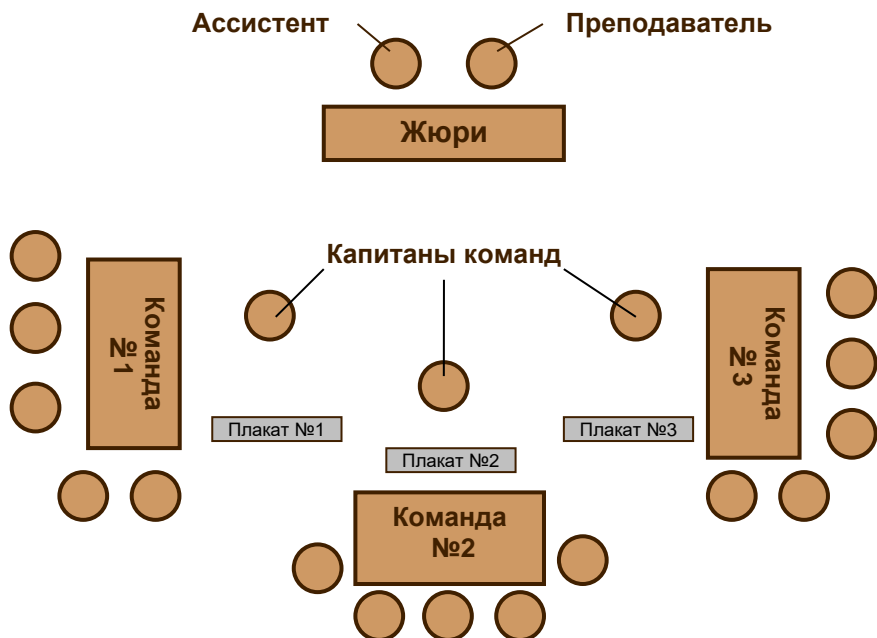 Ассистент
Преподаватель
Жюри
Капитаны команд
Команда
№1
Команда
№3
Плакат №1
Плакат №3
Плакат №2
Команда
№2